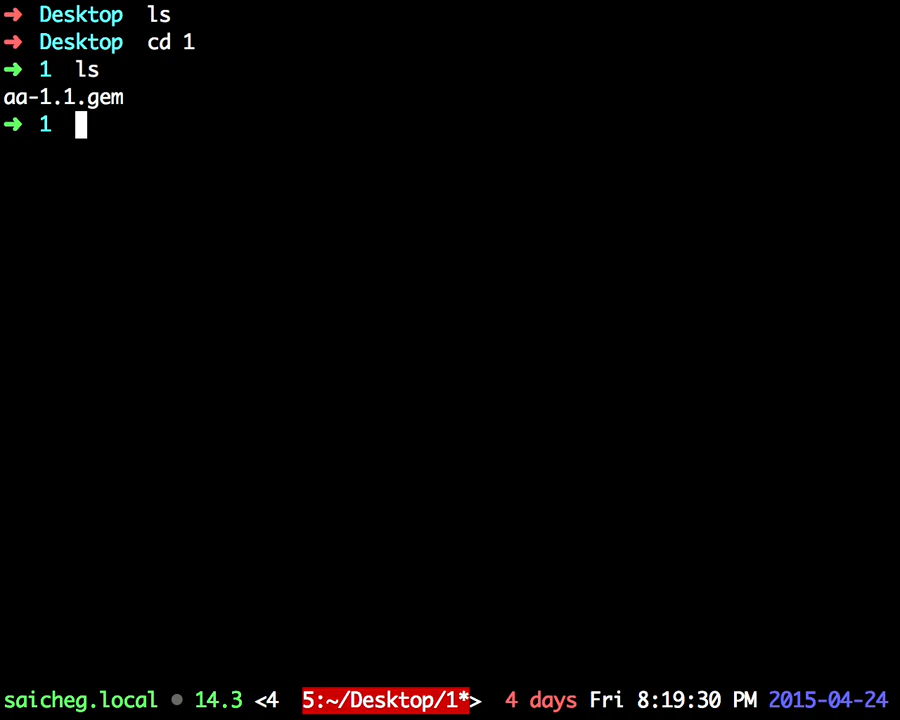 ➜ Desktop ls
➜ Desktop cd 1
➜ 1 ls
aa-1.1.gem
➜ 1
saicheg.local ● 14.3 <4 5:~/Desktop/1*> 4 days Fri 8:19:30 PM 2015-04-24